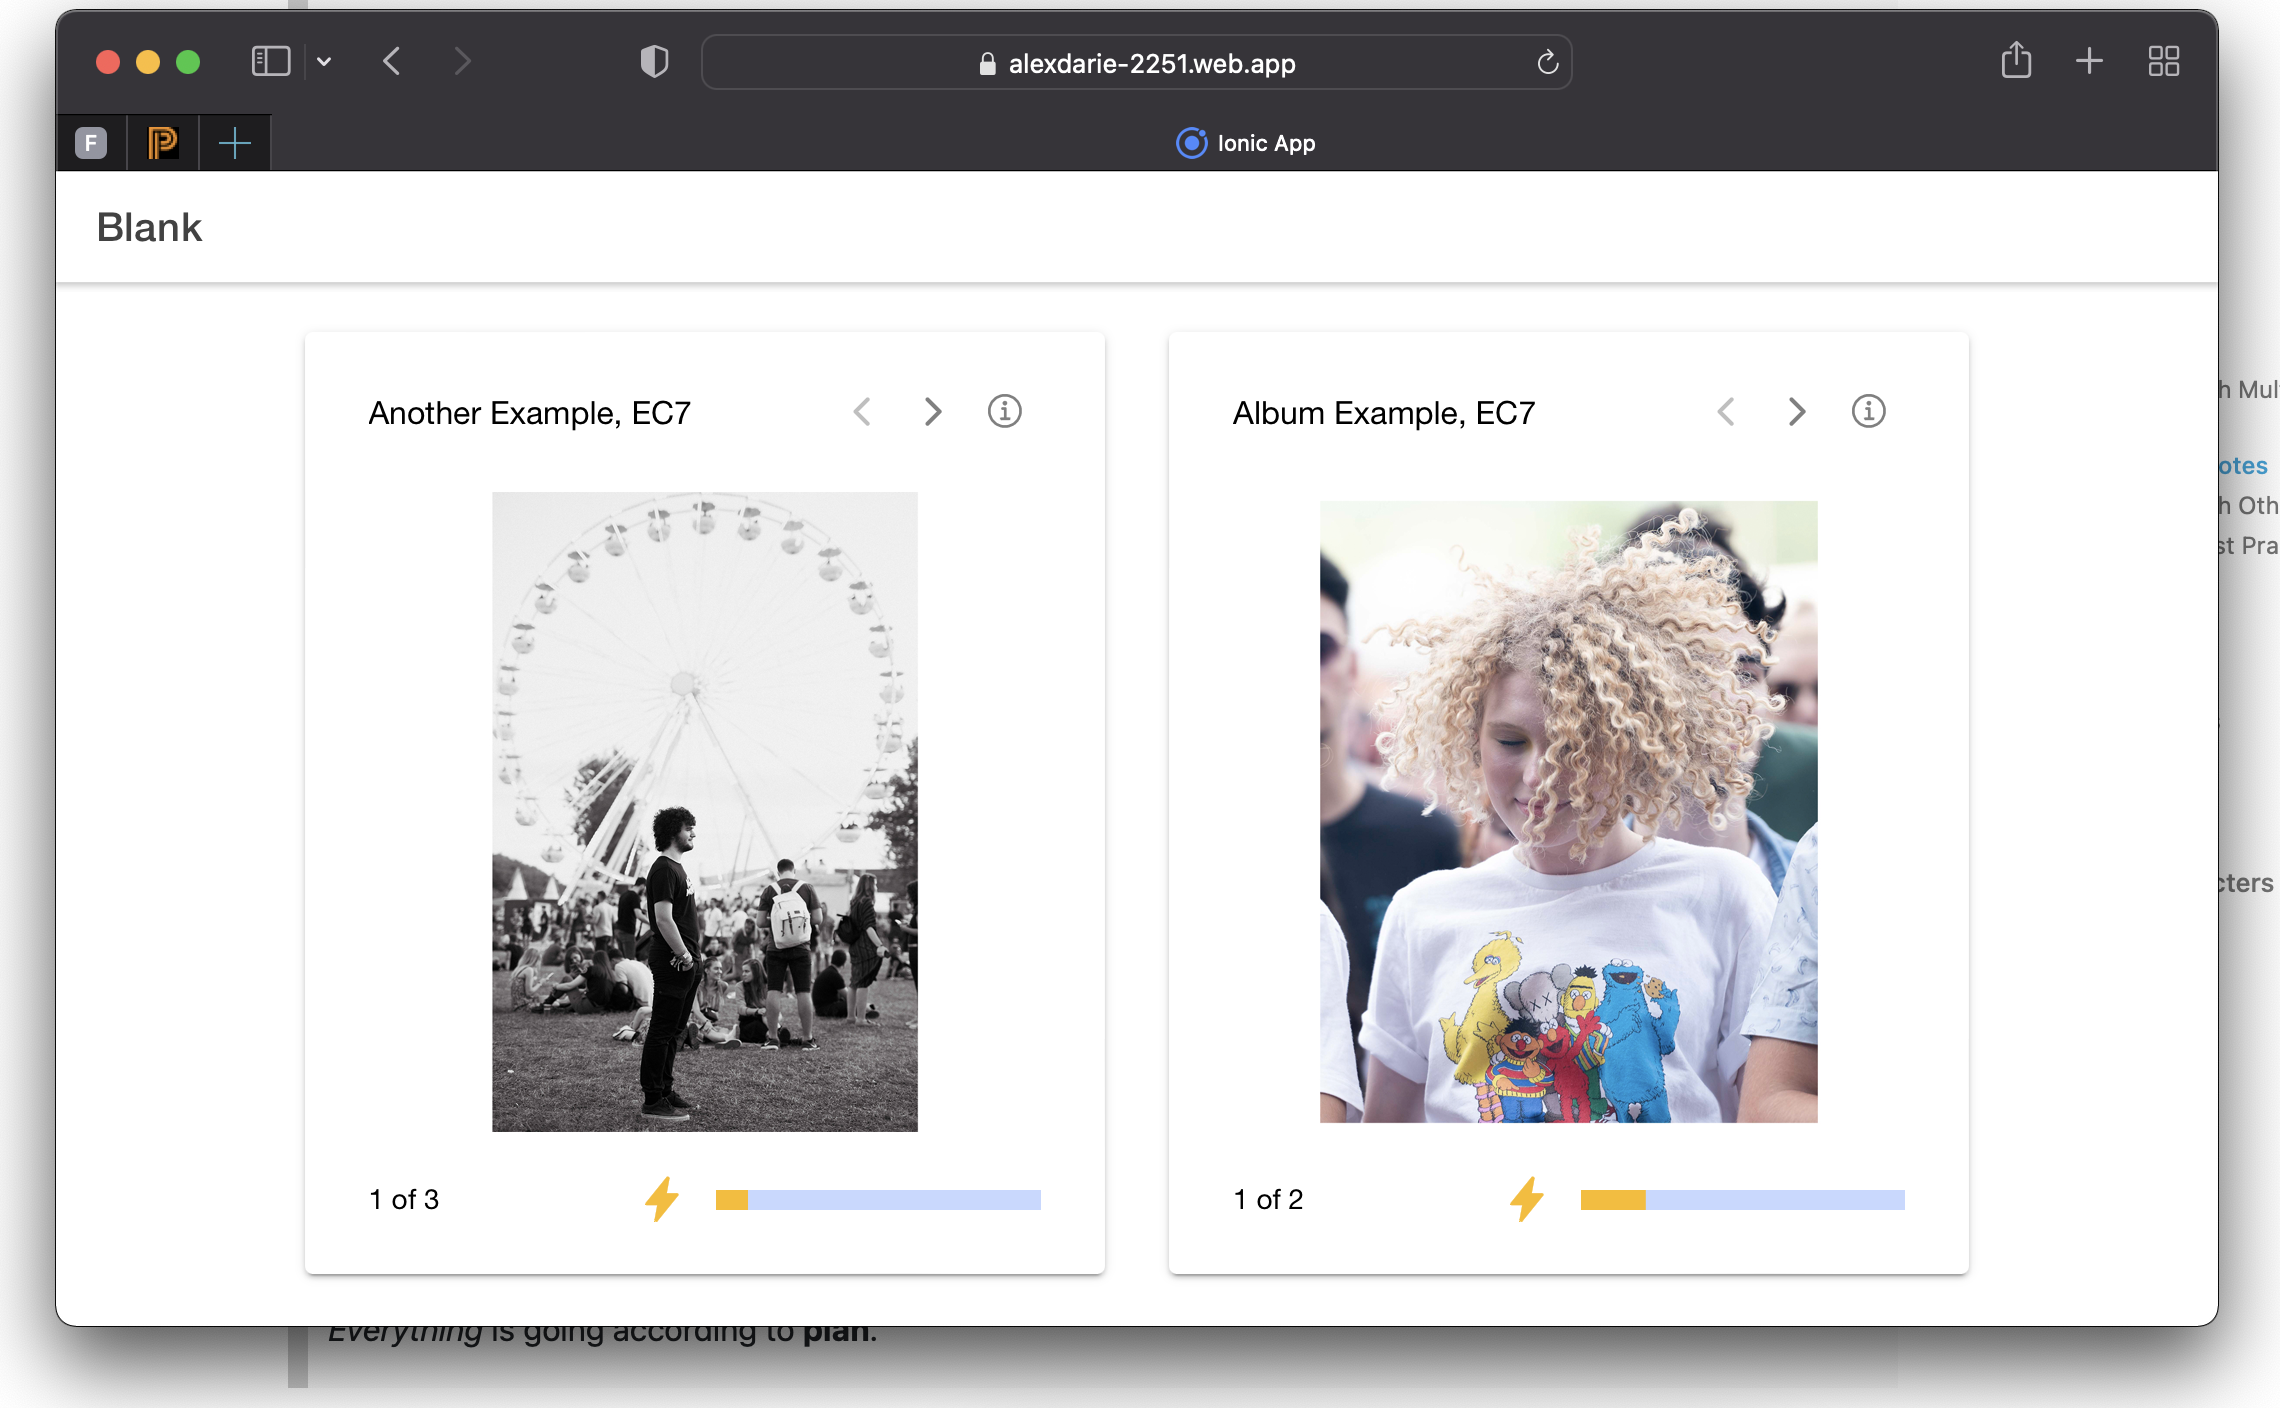 alexdarie-2251.web.app
F
P
Ionic App
Blank
Another Example, EC7
Album Example, EC7
1 of 3
1 of 2
h Mul
otes
h Oth
st Pra
cters
Everything is going according to plan.